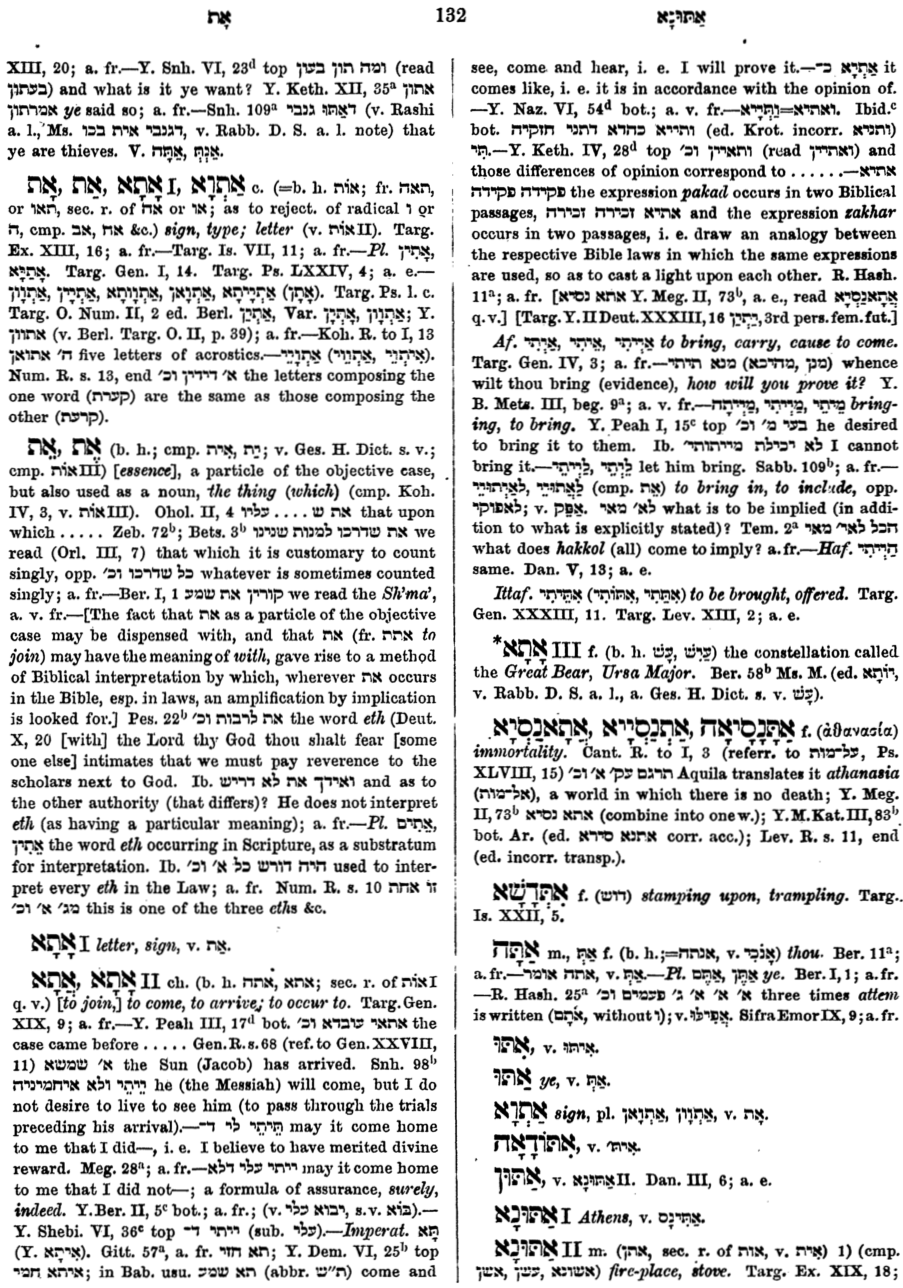 אָת 132 אַתּוּנָא
XIII, 20; a. fr.—Y. Snh. VI, 23d top ומה הון בעון (read
בעתון) and what is it ye want? Y. Keth. XII, 35a אתון
אמרתון ye said so; a. fr.—Snh. 109a דאַתּוּ גנבי (v. Rashi
a. l., Ms. דגנבי אית בכו, v. Rabb. D. S. a. l. note) that
ye are thieves. V. אַנְתְּ, אַתָּה.
אָת, אַת, אָתָא I, אַתְוָא c. (=b. h. אות; fr. תאה,
or תאו, sec. r. of אה or או; as to reject. of radical ו or
ה, cmp. אח, אב &c.) sign, type; letter (v. אוֹת II). Targ.
Ex. XIII, 16; a. fr.—Targ. Is. VII, 11; a. fr.—Pl. אָתִין,
אָתַיָּא. Targ. Gen. I, 14. Targ. Ps. LXXIV, 4; a. e.—
(אָתָן) אָתְיָיתָא, אָתְוָותָא, אַתְוָאן, אָתְיָין, אַתְוָון. Targ. Ps. l. c.
Targ. O. Num. II, 2 ed. Berl. אָתְיָן, Var. אַתְוָון, אָתְרָן; Y.
אתוון (v. Berl. Targ. O. II, p. 39); a. fr.—Koh. R. to I, 13
ה' אתואן five letters of acrostics.—אַתְוָויֵי (אַתְוָוי, אִיתְוַוי).
Num. R. s. 13, end א' דידין וכ' the letters composing the
one word (קערת) are the same as those composing the
other (קרעת).
אֶת, אֵת (b. h.; cmp. יָת, אִית; v. Ges. H. Dict. s. v.;
cmp. אוֹת III) [essence], a particle of the objective case,
but also used as a noun, the thing (which) (cmp. Koh.
IV, 3, v. אוֹת III). Ohol. II, 4 את ש .... עליו that upon
which ..... Zeb. 72b; Bets. 3b את שדרכו למנות שנינו we
read (Orl. III, 7) that which it is customary to count
singly, opp. כל שדרכו וכ' whatever is sometimes counted
singly; a. fr.—Ber. I, 1 קורין את שמע we read the Sh'ma',
a. v. fr.—[The fact that את as a particle of the objective
case may be dispensed with, and that את (fr. אתת to
join) may have the meaning of with, gave rise to a method
of Biblical interpretation by which, wherever את occurs
in the Bible, esp. in laws, an amplification by implication
is looked for.] Pes. 22b את לרבות וכ' the word eth (Deut.
X, 20 [with] the Lord thy God thou shalt fear [some
one else] intimates that we must pay reverence to the
scholars next to God. Ib. ואידך את לא דריש and as to
the other authority (that differs)? He does not interpret
eth (as having a particular meaning); a. fr.—Pl. אֵתִים,
אֵתִין the word eth occurring in Scripture, as a substratum
for interpretation. Ib. היה דורש כל א' וכ' used to inter-
pret every eth in the Law; a. fr. Num. R. s. 10 זו אחת
מג' א' וכ' this is one of the three eths &c.
אָתָא I letter, sign, v. אָת.
אָתָא, אֲתָא II ch. (b. h. אתא, אתה; sec. r. of אוֹת I
q. v.) [to join,] to come, to arrive; to occur to. Targ. Gen.
XIX, 9; a. fr.—Y. Peah III, 17d bot. אתאי עובדא וכ' the
case came before ..... Gen. R. s. 68 (ref. to Gen. XXVIII,
11) א' שמשא the Sun (Jacob) has arrived. Snh. 98b
יֵיתֵי ולא איחמיניה he (the Messiah) will come, but I do
not desire to live to see him (to pass through the trials
preceding his arrival).—תֵּיתֵי לי ד־ may it come home
to me that I did—, i. e. I believe to have merited divine
reward. Meg. 28a; a. fr.—ייתי עלי דלא may it come home
to me that I did not—; a formula of assurance, surely,
indeed. Y. Ber. II, 5c bot.; a. fr.; (v. יבוא עלי, s. v. בּוֹא).—
Y. Shebi. VI, 36c top ייתי ד־ (sub. עלי).—Imperat. תָּא
(Y. אִיתָא). Gitt. 57a, a. fr. תא חזי; Y. Dem. VI, 25b top
איתא חמי; in Bab. usu. תא שמע (abbr. ת"ש) come and
see, come and hear, i. e. I will prove it.—אַתְיָא כ־ it
comes like, i. e. it is in accordance with the opinion of.
—Y. Naz. VI, 54d bot.; a. v. fr.—וַתְּיָיא=ואתיא. Ibid.c
bot. ותייא כהדא דתני חזקיה (ed. Krot. incorr. ותניא) (v.
תְּיִ.—Y. Keth. IV, 28d top ותאיין וכ' (read ואתיין) and
those differences of opinion correspond to ......—אתיא
פקידה פקידה the expression pakad occurs in two Biblical
passages, אתיא זכירה זכירה and the expression zakhar
occurs in two passages, i. e. draw an analogy between
the respective Bible laws in which the same expressions
are used, so as to cast a light upon each other. R. Hash.
11a; a. fr. [אתא נסיא Y. Meg. II, 73b, a. e., read אֲתָאנַסְיָא
q. v.] [Targ. Y. II Deut. XXXIII, 16 יֵתְיָן, 3rd pers. fem. fut.]
Af. אַיְיתִי, אֵיתִי, אַיְתֵי to bring, carry, cause to come.
Targ. Gen. IV, 3; a. fr.—מנא תיתי (מהיכא, מנן) whence
wilt thou bring (evidence), how will you prove it? Y.
B. Mets. III, beg. 9a; a. v. fr.—מֵיתֵי, מַיְיתֵי, מַיְיתָה bring-
ing, to bring. Y. Peah I, 15c top בעי מ' וכ' he desired
to bring it to them. Ib. לא יכילת מייתותי' I cannot
bring it.—לֵיתֵי, לַיְיתֵי let him bring. Sabb. 109b; a. fr.—
לְאֵתוּיֵי, לְאַיְתוּיֵי (cmp. אֶת) to bring in, to include, opp.
לאפוקי; v. אֲפַק. לא' מאי what is to be implied (in addi-
tion to what is explicitly stated)? Tem. 2a הכל לאי' מאי
what does hakkol (all) come to imply? a. fr.—Haf. הַיְיתִי
same. Dan. V, 13; a. e.
Ittaf. אִתֵּיתִי (אִתּוֹתִי, אִתַּתִי) to be brought, offered. Targ.
Gen. XXXIII, 11. Targ. Lev. XIII, 2; a. e.
*אָתָא III f. (b. h. עָשׁ, עַיִשׁ) the constellation called
the Great Bear, Ursa Major. Ber. 58b Ms. M. (ed. יוֹתָא,
v. Rabb. D. S. a. l., a. Ges. H. Dict. s. v. עָשׁ).
אַתָּנָסִיאָה, אַתָנַסְיָיא, אֲתָאנַסְיָא f. (ἀθανασία)
immortality. Cant. R. to I, 3 (referr. to על־מות, Ps.
XLVIII, 15) תרגם עק' א' וכ' Aquila translates it athanasia
(אל־מות), a world in which there is no death; Y. Meg.
II, 73b אתא נסיא (combine into one w.); Y. M. Kat. III, 83b
bot. Ar. (ed. אתנא סירא corr. acc.); Lev. R. s. 11, end
(ed. incorr. transp.).
אִתְּדָשָׁא f. (דוש) stamping upon, trampling. Targ.
Is. XXII, 5.
אַתָּה m., אַתְּ f. (b. h.;=אנתה, v. אָנֹכִי) thou. Ber. 11a;
a. fr.—אתה אומר, v. אַתְּ.—Pl. אַתֶּם, אַתֶּן ye. Ber. I, 1; a. fr.
—R. Hash. 25a א' א' א' ג' פעמים וכ' three times attem
is written (אֹתָם, without ו); v. אֲפִילּוּ. Sifra Emor IX, 9; a. fr.
אִתּוּ, v. אִיתּוּ.
אַתּוּ ye, v. אַתְּ.
אַתְוָא sign, pl. אַתְוָון, אַתְוָאן, v. אָת.
אִתּוֹדָאָה, v. אִית'.
אַתּוּן, v. אַתּוּנָא II. Dan. III, 6; a. e.
אַתּוּנָא I Athens, v. אַתִּינָס.
אַתּוּנָא II m. (אתן, sec. r. of אות, v. אִית) 1) (cmp.
אשונא, עשן, אשן) fire-place, stove. Targ. Ex. XIX, 18;